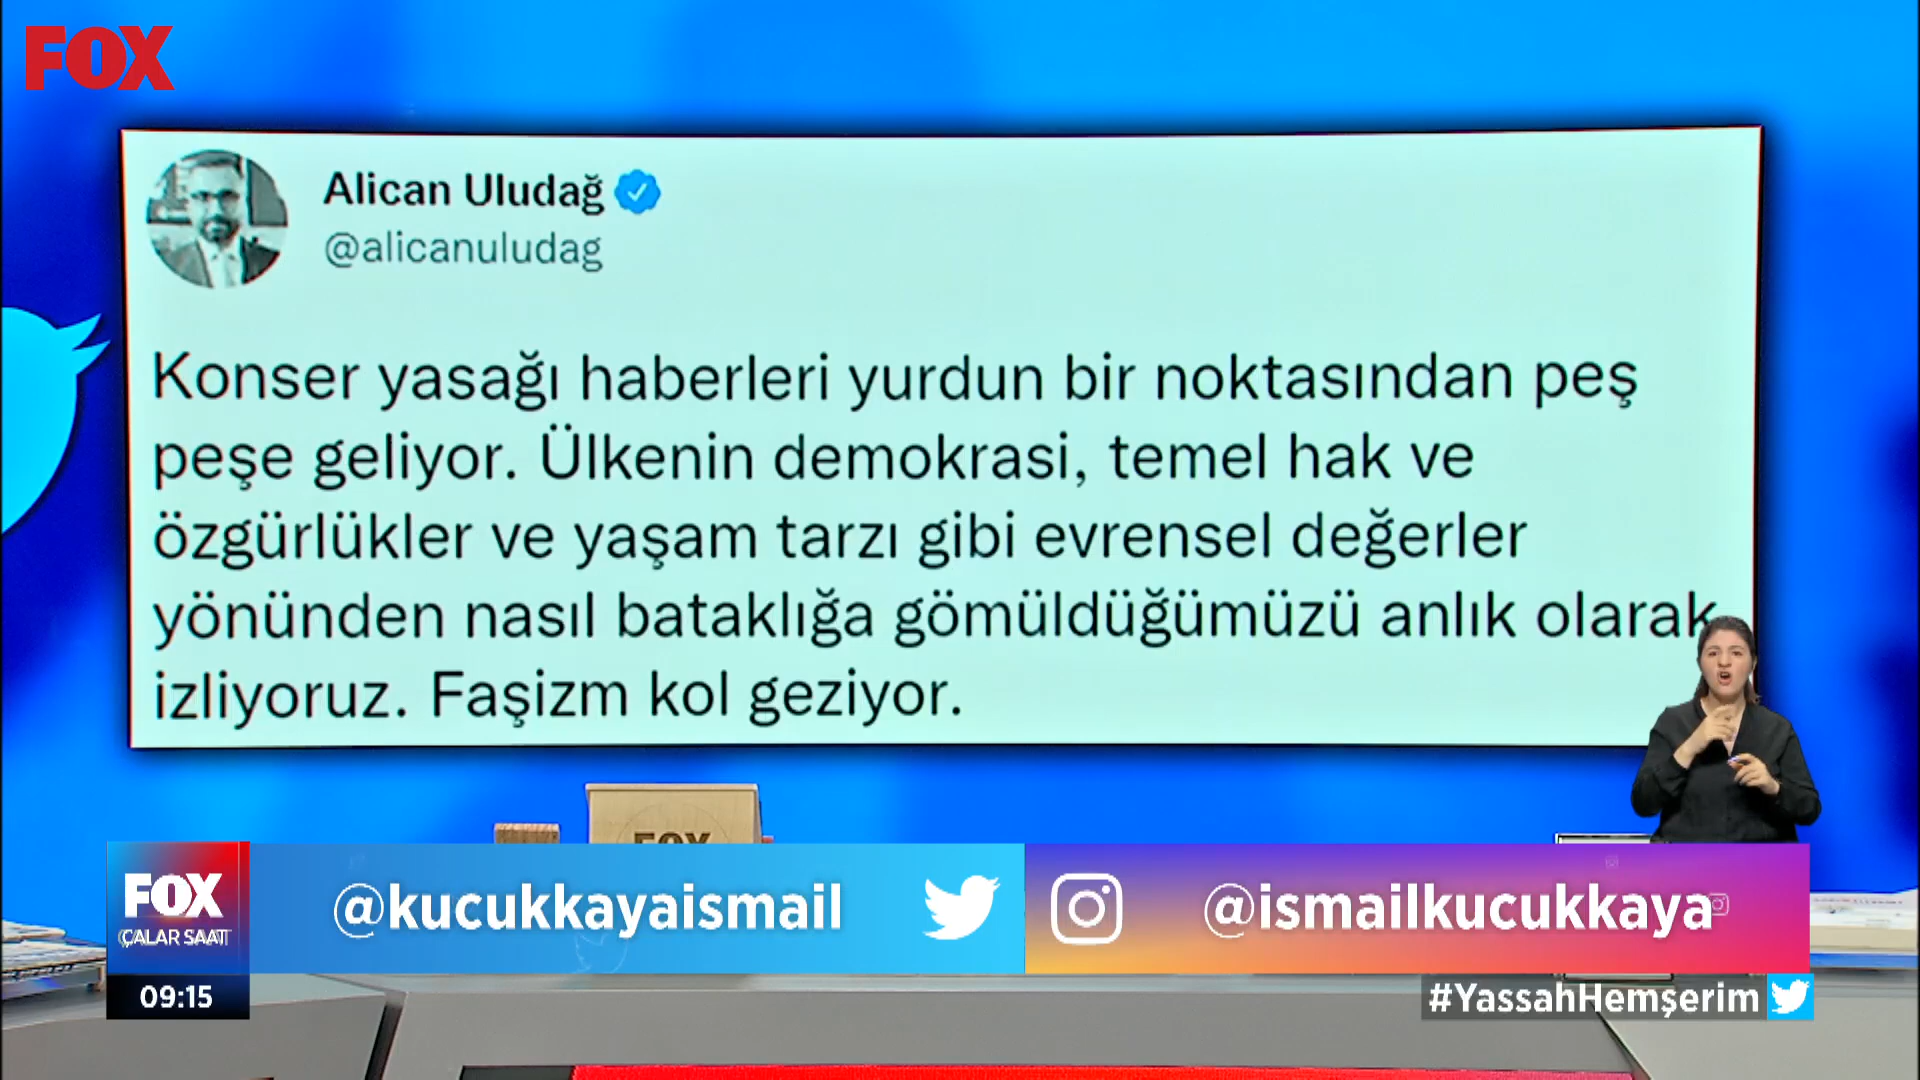 FOX
Alican Uludağ
@alicanuludag
Konser yasağı haberleri yurdun bir noktasından peş
peşe geliyor. Ülkenin demokrasi, temel hak ve
özgürlükler ve yaşam tarzı gibi evrensel değerler
yönünden nasıl bataklığa gömüldüğümüzü anlık olarak
izliyoruz. Faşizm kol geziyor.
FOX
FOX
ÇALAR SAAT
@kucukkayaismail
@ismailkucukkaya
09:15
#YassahHemşerim